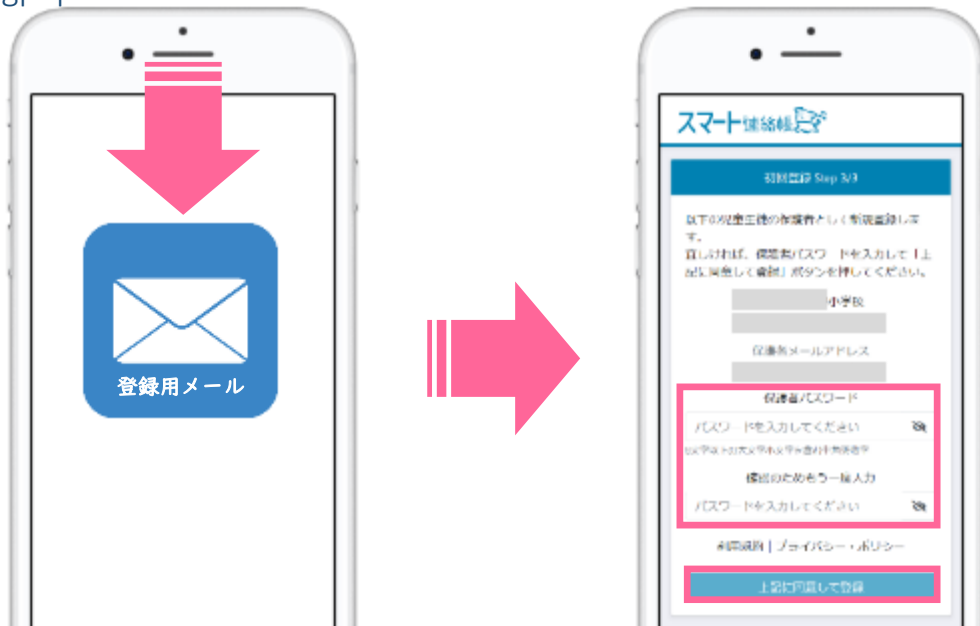 登録用メール
スマート連絡帳
初回登録 Step 3/3
以下の児童生徒の保護者として新規登録しま
す。
宜しければ、保護者パスワードを入力して「上
記に同意して登録」ボタンを押してください。
小学校
保護者メールアドレス
保護者パスワード
パスワードを入力してください
確認のためもう一度入力
パスワードを入力してください
利用規約 | プライバシー・ポリシー
上記に同意して登録